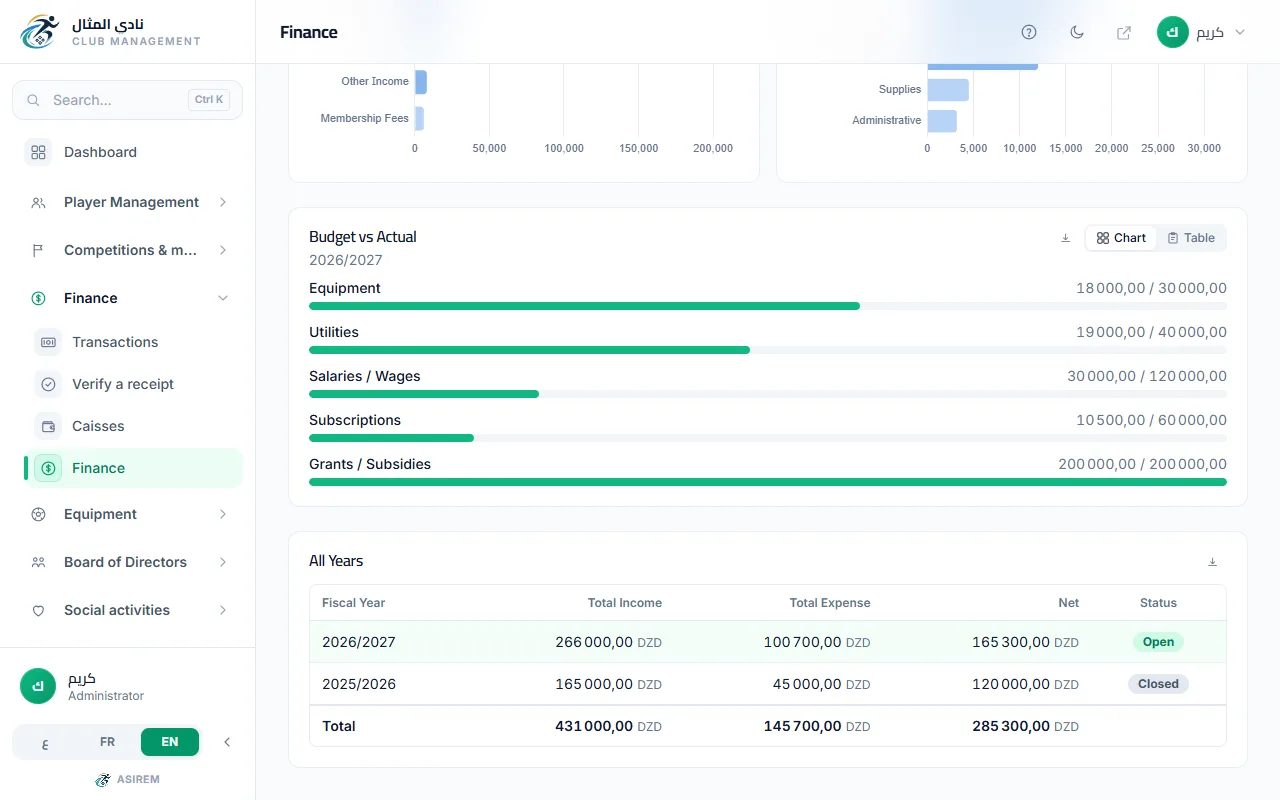 نادي المثال
CLUB MANAGEMENT
Search...
Ctrl K
Dashboard
Player Management
Competitions & m...
Finance
Transactions
Verify a receipt
Caisses
Finance
Equipment
Board of Directors
Social activities
ك
كريم
Administrator
ع
FR
EN
ASIREM
Finance
ك
كريم
Other Income
Membership Fees
0
50,000
100,000
150,000
200,000
Supplies
Administrative
0
5,000
10,000
15,000
20,000
25,000
30,000
Budget vs Actual
2026/2027
Chart
Table
Equipment
18 000,00 / 30 000,00
Utilities
19 000,00 / 40 000,00
Salaries / Wages
30 000,00 / 120 000,00
Subscriptions
10 500,00 / 60 000,00
Grants / Subsidies
200 000,00 / 200 000,00
All Years
Fiscal Year Total Income Total Expense Net Status
2026/2027 266 000,00 DZD 100 700,00 DZD 165 300,00 DZD Open
2025/2026 165 000,00 DZD 45 000,00 DZD 120 000,00 DZD Closed
Total 431 000,00 DZD 145 700,00 DZD 285 300,00 DZD